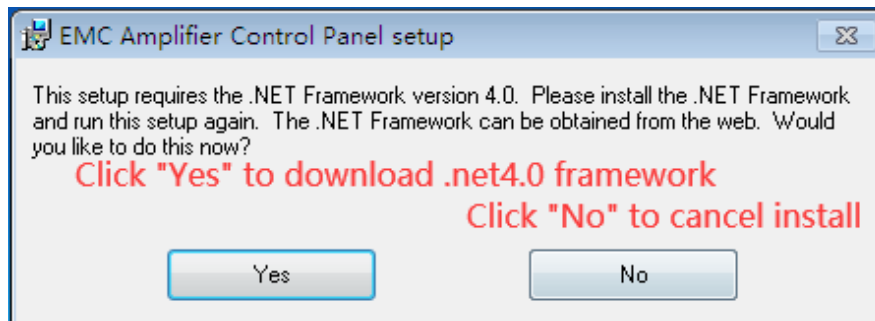 EMC Amplifier Control Panel setup
This setup requires the .NET Framework version 4.0.  Please install the .NET Framework
and run this setup again.  The .NET Framework can be obtained from the web.  Would
you like to do this now?
Click "Yes" to download .net4.0 framework
Click "No" to cancel install
Yes
No